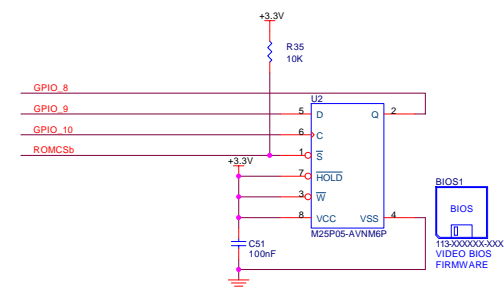 +3.3V
R35
10K
GPIO_8
GPIO_9
GPIO_10
ROMCSb
U2
5 D Q 2
6 C
1 S
+3.3V
7 HOLD
3 W
8 VCC VSS 4
M25P05-AVNM6P
C51
100nF
BIOS1
BIOS
113-XXXXXX-XXX
VIDEO BIOS
FIRMWARE